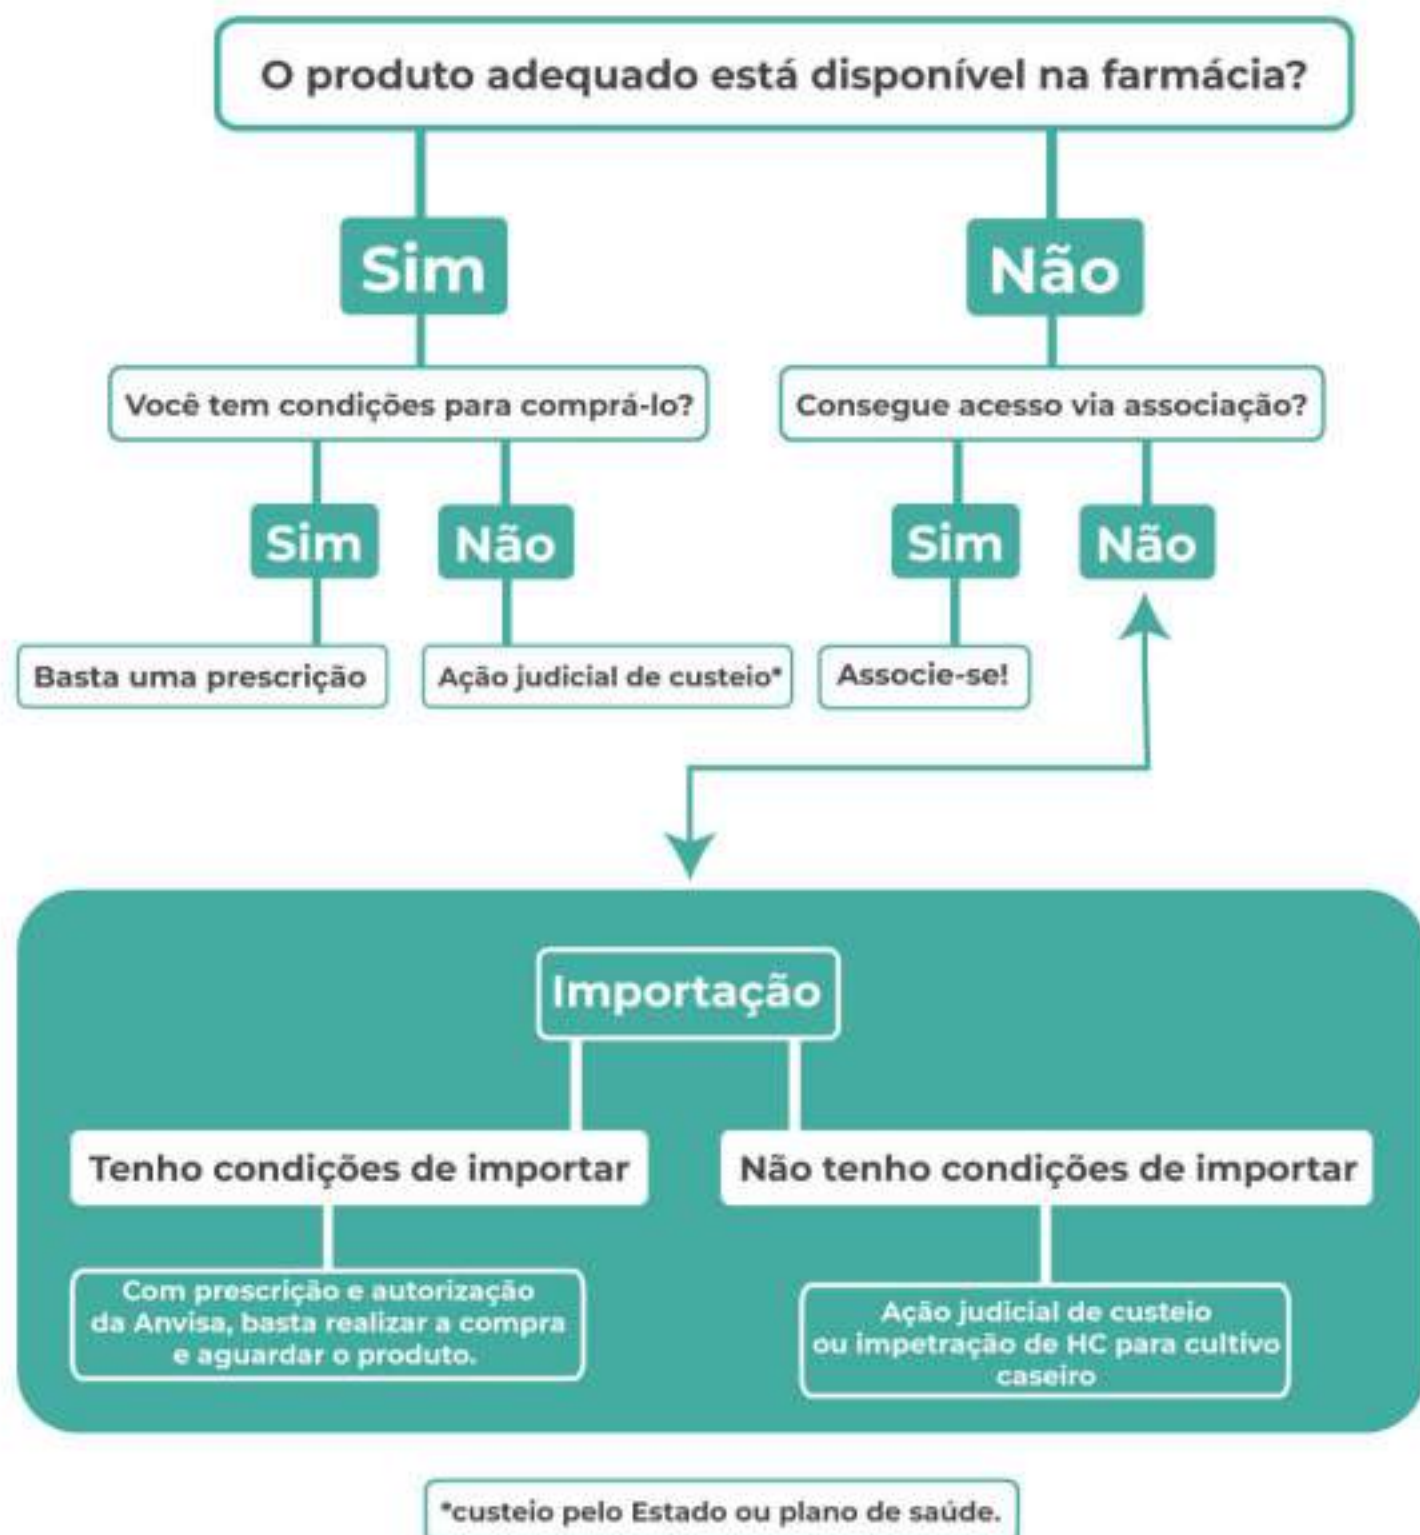 O produto adequado está disponível na farmácia?
Sim
Não
Você tem condições para comprá-lo?
Consegue acesso via associação?
Sim
Não
Sim
Não
Basta uma prescrição
Ação judicial de custeio*
Associe-se!
Importação
Tenho condições de importar
Não tenho condições de importar
Com prescrição e autorização
da Anvisa, basta realizar a compra
e aguardar o produto.
Ação judicial de custeio
ou impetração de HC para cultivo
caseiro
*custeio pelo Estado ou plano de saúde.